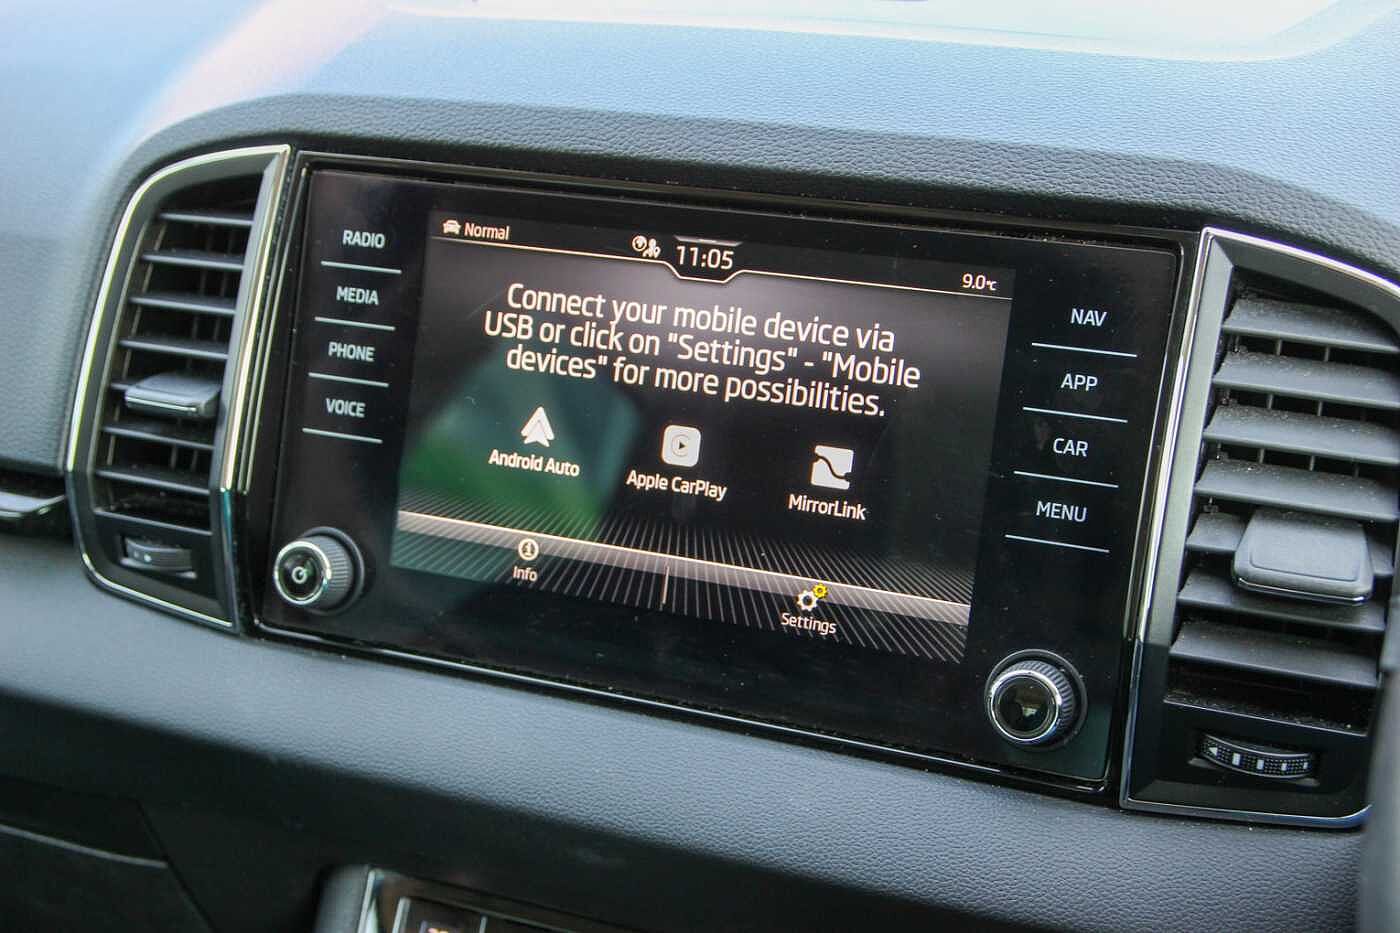 RADIO
MEDIA
PHONE
VOICE
Normal
11:05
9.0°C
Connect your mobile device via
USB or click on "Settings" - "Mobile
devices" for more possibilities.
Android Auto
Apple CarPlay
MirrorLink
Info
Settings
NAV
APP
CAR
MENU